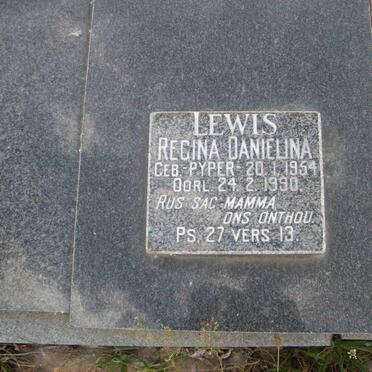 LEWIS
REGINA DANIELINA
GEB.-PYPER-20.1.1954
OORL 24.2.1990.
RUS SAG MAMMA
ONS ONTHOU.
PS. 27 VERS 13.